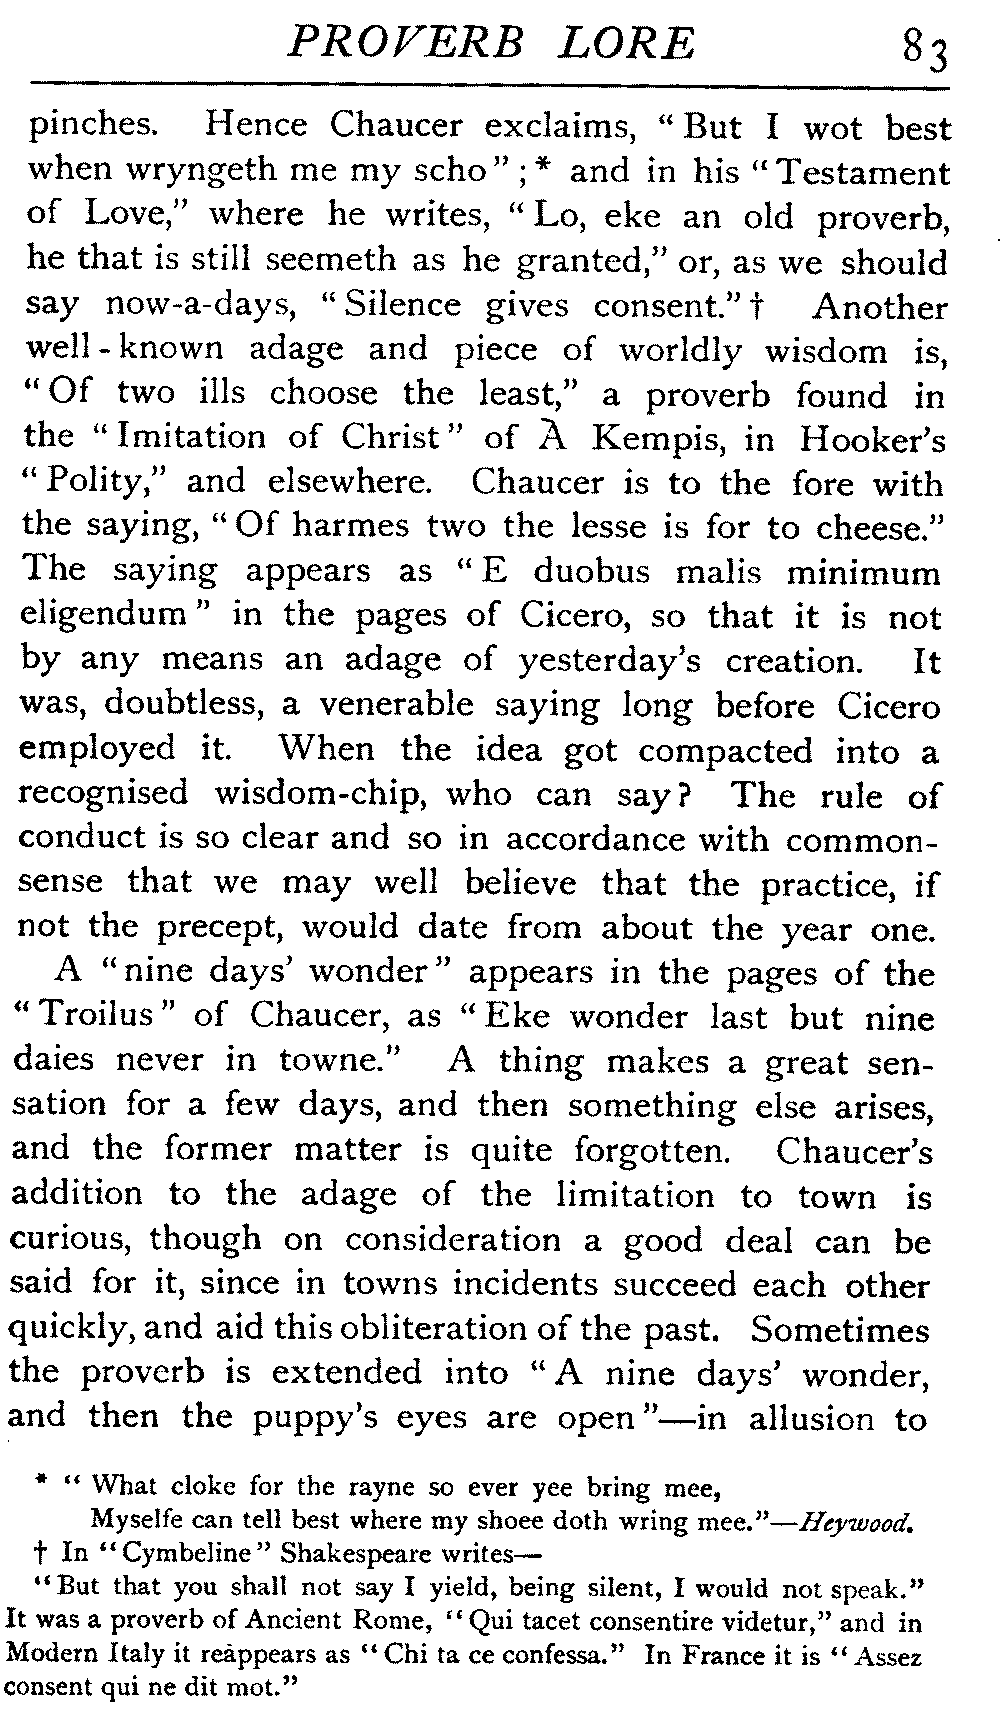 PROVERB LORE 83
pinches. Hence Chaucer exclaims, "But I wot best
when wryngeth me my scho";* and in his "Testament
of Love," where he writes, "Lo, eke an old proverb,
he that is still seemeth as he granted," or, as we should
say now-a-days, "Silence gives consent."† Another
well-known adage and piece of worldly wisdom is,
"Of two ills choose the least," a proverb found in
the "Imitation of Christ" of À Kempis, in Hooker's
"Polity," and elsewhere. Chaucer is to the fore with
the saying, "Of harmes two the lesse is for to cheese."
The saying appears as "E duobus malis minimum
eligendum" in the pages of Cicero, so that it is not
by any means an adage of yesterday's creation. It
was, doubtless, a venerable saying long before Cicero
employed it. When the idea got compacted into a
recognised wisdom-chip, who can say? The rule of
conduct is so clear and so in accordance with common-
sense that we may well believe that the practice, if
not the precept, would date from about the year one.
A "nine days' wonder" appears in the pages of the
"Troilus" of Chaucer, as "Eke wonder last but nine
daies never in towne." A thing makes a great sen-
sation for a few days, and then something else arises,
and the former matter is quite forgotten. Chaucer's
addition to the adage of the limitation to town is
curious, though on consideration a good deal can be
said for it, since in towns incidents succeed each other
quickly, and aid this obliteration of the past. Sometimes
the proverb is extended into "A nine days' wonder,
and then the puppy's eyes are open"—in allusion to
* "What cloke for the rayne so ever yee bring mee,
Myselfe can tell best where my shoee doth wring mee."—Heywood.
† In "Cymbeline" Shakespeare writes—
"But that you shall not say I yield, being silent, I would not speak."
It was a proverb of Ancient Rome, "Qui tacet consentire videtur," and in
Modern Italy it reäppears as "Chi ta ce confessa." In France it is "Assez
consent qui ne dit mot."